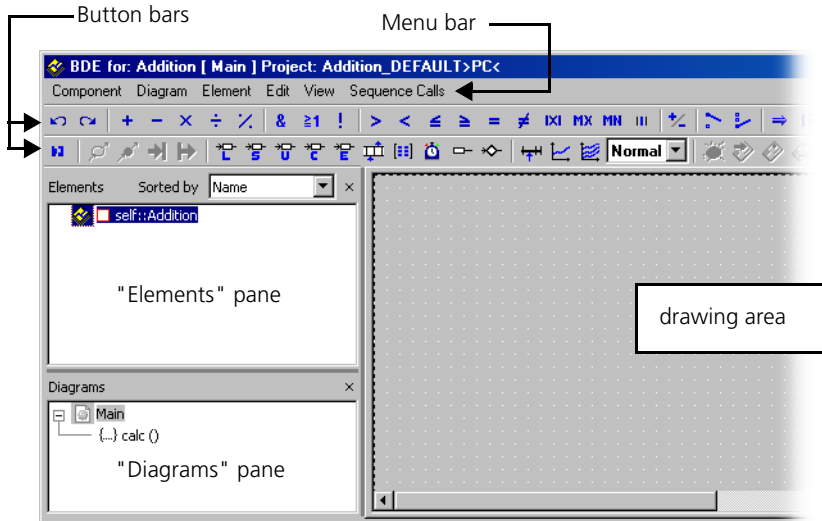 Button bars
Menu bar
BDE for: Addition [ Main ] Project: Addition_DEFAULT>PC<
Component Diagram Element Edit View Sequence Calls
+ − × ÷ ⁒ & ≥1 ! > < ≤ ≥ = ≠ |X| MX MN +/− ⇒
L S U C E Normal
Elements Sorted by Name ×
self::Addition
"Elements" pane
drawing area
Diagrams ×
Main
{...} calc ()
"Diagrams" pane